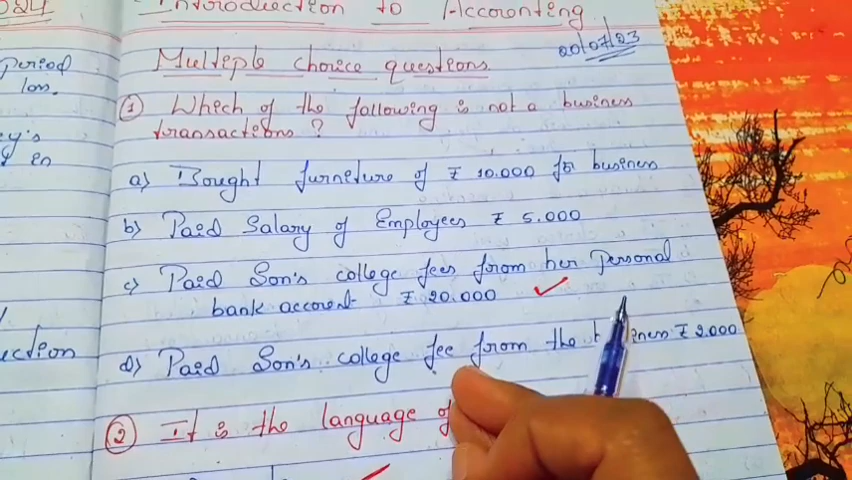 Introduction to Accounting
20/07/23
Multiple choice questions
period
loss.
① Which of the following is not a business
transactions ?
a) Bought furniture of ₹ 10.000 for business
b) Paid Salary of Employees ₹ 5.000
c) Paid Son's college fees from her personal
bank account ₹ 20.000 ✓
d) Paid Son's college fee from the ₹ 2.000
② It is the language of